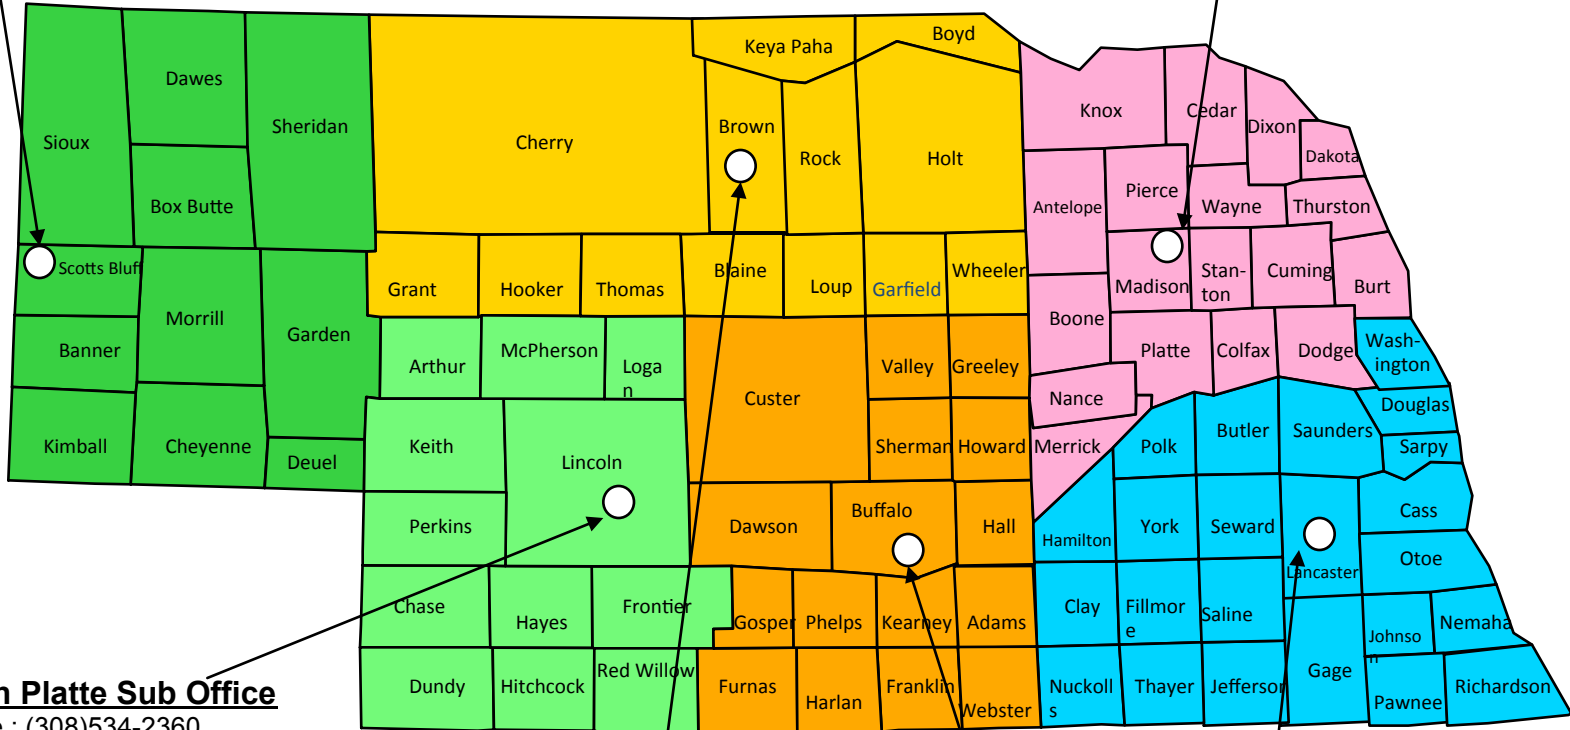 Boyd
Keya Paha
Dawes
Knox
Cedar
Sheridan
Brown
Dixon
Sioux
Cherry
Rock
Holt
Dakota
Pierce
Box Butte
Antelope
Wayne
Thurston
Scotts Bluff
Blaine
Wheeler
Stan-
ton
Cuming
Grant
Hooker
Thomas
Loup
Garfield
Madison
Burt
Morrill
Garden
Boone
Banner
Arthur
McPherson
Loga
n
Valley
Greeley
Platte
Colfax
Dodge
Wash-
ington
Custer
Nance
Douglas
Kimball
Cheyenne
Deuel
Keith
Lincoln
Sherman
Howard
Merrick
Polk
Butler
Saunders
Sarpy
Perkins
Dawson
Buffalo
Hall
Hamilton
York
Seward
Cass
Lancaster
Otoe
Chase
Hayes
Frontier
Gosper
Phelps
Kearney
Adams
Clay
Fillmor
e
Saline
Johnso
n
Nemaha
Dundy
Hitchcock
Red Willow
Furnas
Harlan
Franklin
Webster
Nuckoll
s
Thayer
Jefferson
Gage
Pawnee
Richardson
Platte Sub Office
: (308)534-2360